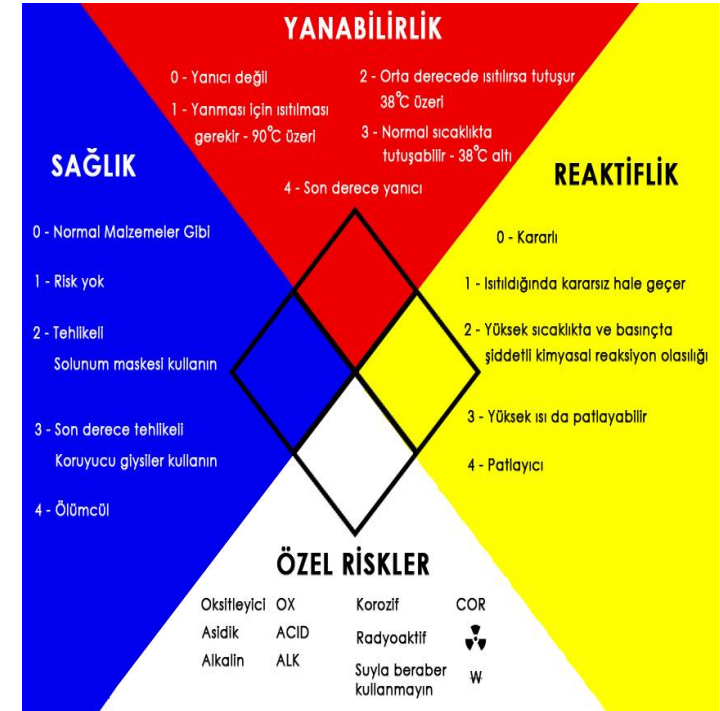 YANABİLİRLİK
0 - Yanıcı değil
1 - Yanması için ısıtılması
gerekir - 90°C üzeri
2 - Orta derecede ısıtılırsa tutuşur
38°C üzeri
3 - Normal sıcaklıkta
tutuşabilir - 38°C altı
4 - Son derece yanıcı
SAĞLIK
0 - Normal Malzemeler Gibi
1 - Risk yok
2 - Tehlikeli
Solunum maskesi kullanın
3 - Son derece tehlikeli
Koruyucu giysiler kullanın
4 - Ölümcül
REAKTİFLİK
0 - Kararlı
1 - Isıtıldığında kararsız hale geçer
2 - Yüksek sıcaklıkta ve basınçta
şiddetli kimyasal reaksiyon olasılığı
3 - Yüksek ısı da patlayabilir
4 - Patlayıcı
ÖZEL RİSKLER
Oksitleyici OX
Asidik ACID
Alkalin ALK
Korozif COR
Radyoaktif
Suyla beraber
kullanmayın W